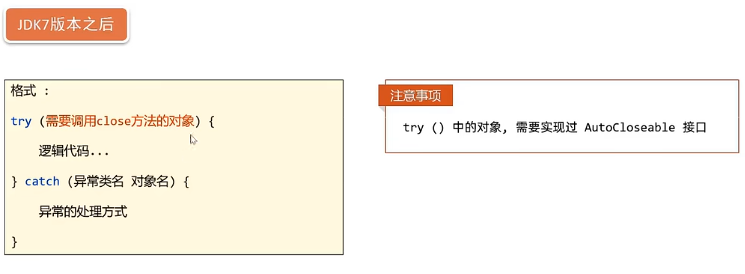 JDK7版本之后
格式 :
try (需要调用close方法的对象) {
逻辑代码...
} catch (异常类名 对象名) {
异常的处理方式
}
注意事项
try () 中的对象, 需要实现过 AutoCloseable 接口